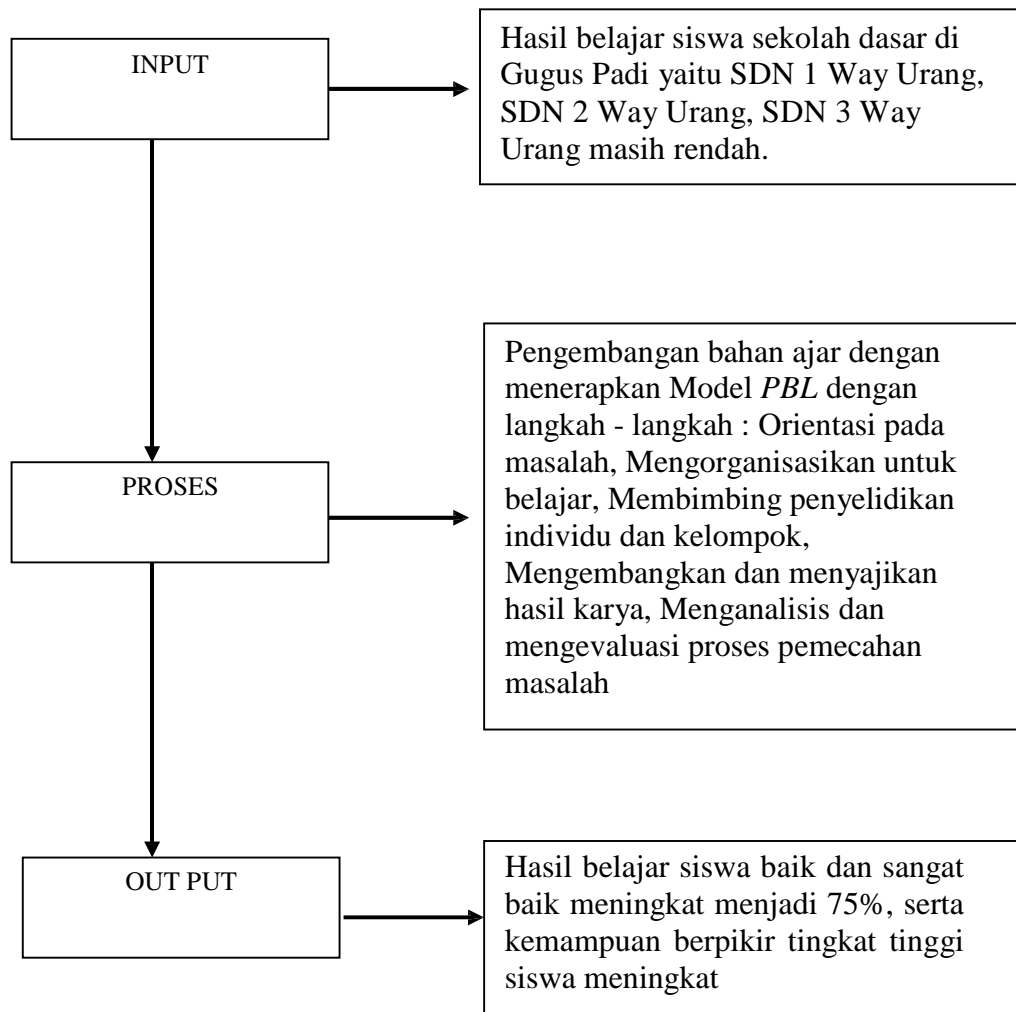 INPUT
Hasil belajar siswa sekolah dasar di
Gugus Padi yaitu SDN 1 Way Urang,
SDN 2 Way Urang, SDN 3 Way
Urang masih rendah.
PROSES
Pengembangan bahan ajar dengan
menerapkan Model PBL dengan
langkah - langkah : Orientasi pada
masalah, Mengorganisasikan untuk
belajar, Membimbing penyelidikan
individu dan kelompok,
Mengembangkan dan menyajikan
hasil karya, Menganalisis dan
mengevaluasi proses pemecahan
masalah
OUT PUT
Hasil belajar siswa baik dan sangat
baik meningkat menjadi 75%, serta
kemampuan berpikir tingkat tinggi
siswa meningkat